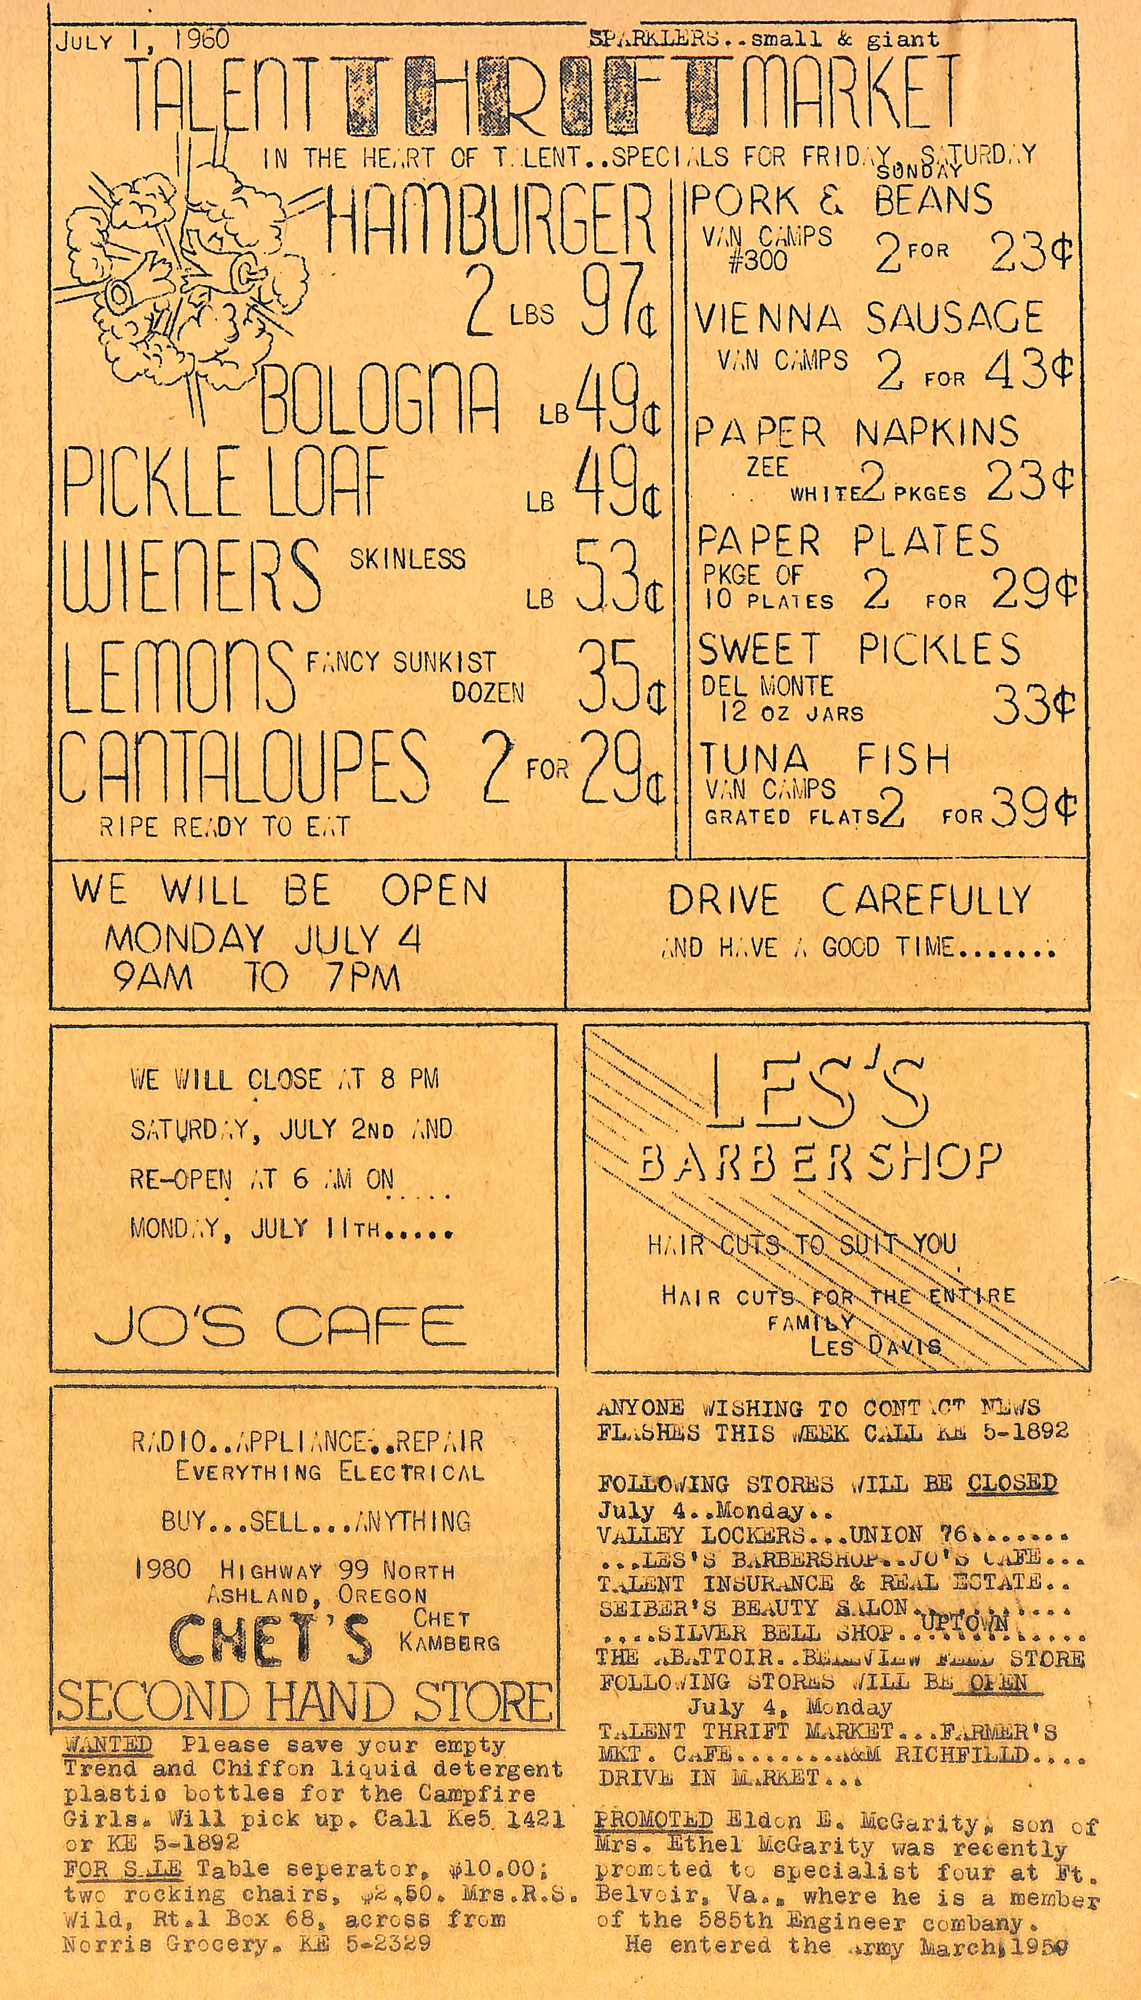 JULY 1, 1960
SPARKLERS..small & giant
TALENT THRIFT MARKET
IN THE HEART OF TALENT..SPECIALS FOR FRIDAY, SATURDAY
SUNDAY
HAMBURGER
2 LBS 97¢
BOLOGNA LB 49¢
PICKLE LOAF LB 49¢
WIENERS SKINLESS LB 53¢
LEMONS FANCY SUNKIST
DOZEN 35¢
CANTALOUPES 2 FOR 29¢
RIPE READY TO EAT
PORK & BEANS
VAN CAMPS
#300 2 FOR 23¢
VIENNA SAUSAGE
VAN CAMPS 2 FOR 43¢
PAPER NAPKINS
ZEE
WHITE 2 PKGES 23¢
PAPER PLATES
PKGE OF
10 PLATES 2 FOR 29¢
SWEET PICKLES
DEL MONTE
12 OZ JARS 33¢
TUNA FISH
VAN CAMPS
GRATED FLATS 2 FOR 39¢
WE WILL BE OPEN
MONDAY JULY 4
9AM TO 7PM
DRIVE CAREFULLY
AND HAVE A GOOD TIME.......
WE WILL CLOSE AT 8 PM
SATURDAY, JULY 2ND AND
RE-OPEN AT 6 AM ON.....
MONDAY, JULY 11TH.....
JO'S CAFE
LES'S
BARBERSHOP
HAIR CUTS TO SUIT YOU
HAIR CUTS FOR THE ENTIRE
FAMILY
LES DAVIS
RADIO..APPLIANCE..REPAIR
EVERYTHING ELECTRICAL
BUY...SELL...ANYTHING
1980 HIGHWAY 99 NORTH
ASHLAND, OREGON
CHET'S CHET
KAMBERG
SECOND HAND STORE
WANTED Please save your empty
Trend and Chiffon liquid detergent
plastic bottles for the Campfire
Girls. Will pick up. Call Ke5 1421
or KE 5-1892
FOR SALE Table seperator, $10.00;
two rocking chairs, $2.50. Mrs.R.S.
Wild, Rt.1 Box 68, across from
Norris Grocery. KE 5-2329
ANYONE WISHING TO CONTACT NEWS
FLASHES THIS WEEK CALL KE 5-1892
FOLLOWING STORES WILL BE CLOSED
July 4..Monday..
VALLEY LOCKERS...UNION 76.......
...LES'S BARBERSHOP..JO'S CAFE...
TALENT INSURANCE & REAL ESTATE..
SEIBER'S BEAUTY SALON...........
....SILVER BELL SHOP..UPTOWN......
THE ABATTOIR..BELLVIEW FEED STORE
FOLLOWING STORES WILL BE OPEN
July 4, Monday
TALENT THRIFT MARKET...FARMER'S
MKT. CAFE........A&M RICHFILLD....
DRIVE IN MARKET...
PROMOTED Eldon E. McGarity, son of
Mrs. Ethel McGarity was recently
promoted to specialist four at Ft.
Belvoir, Va., where he is a member
of the 585th Engineer combany.
He entered the Army March,1959